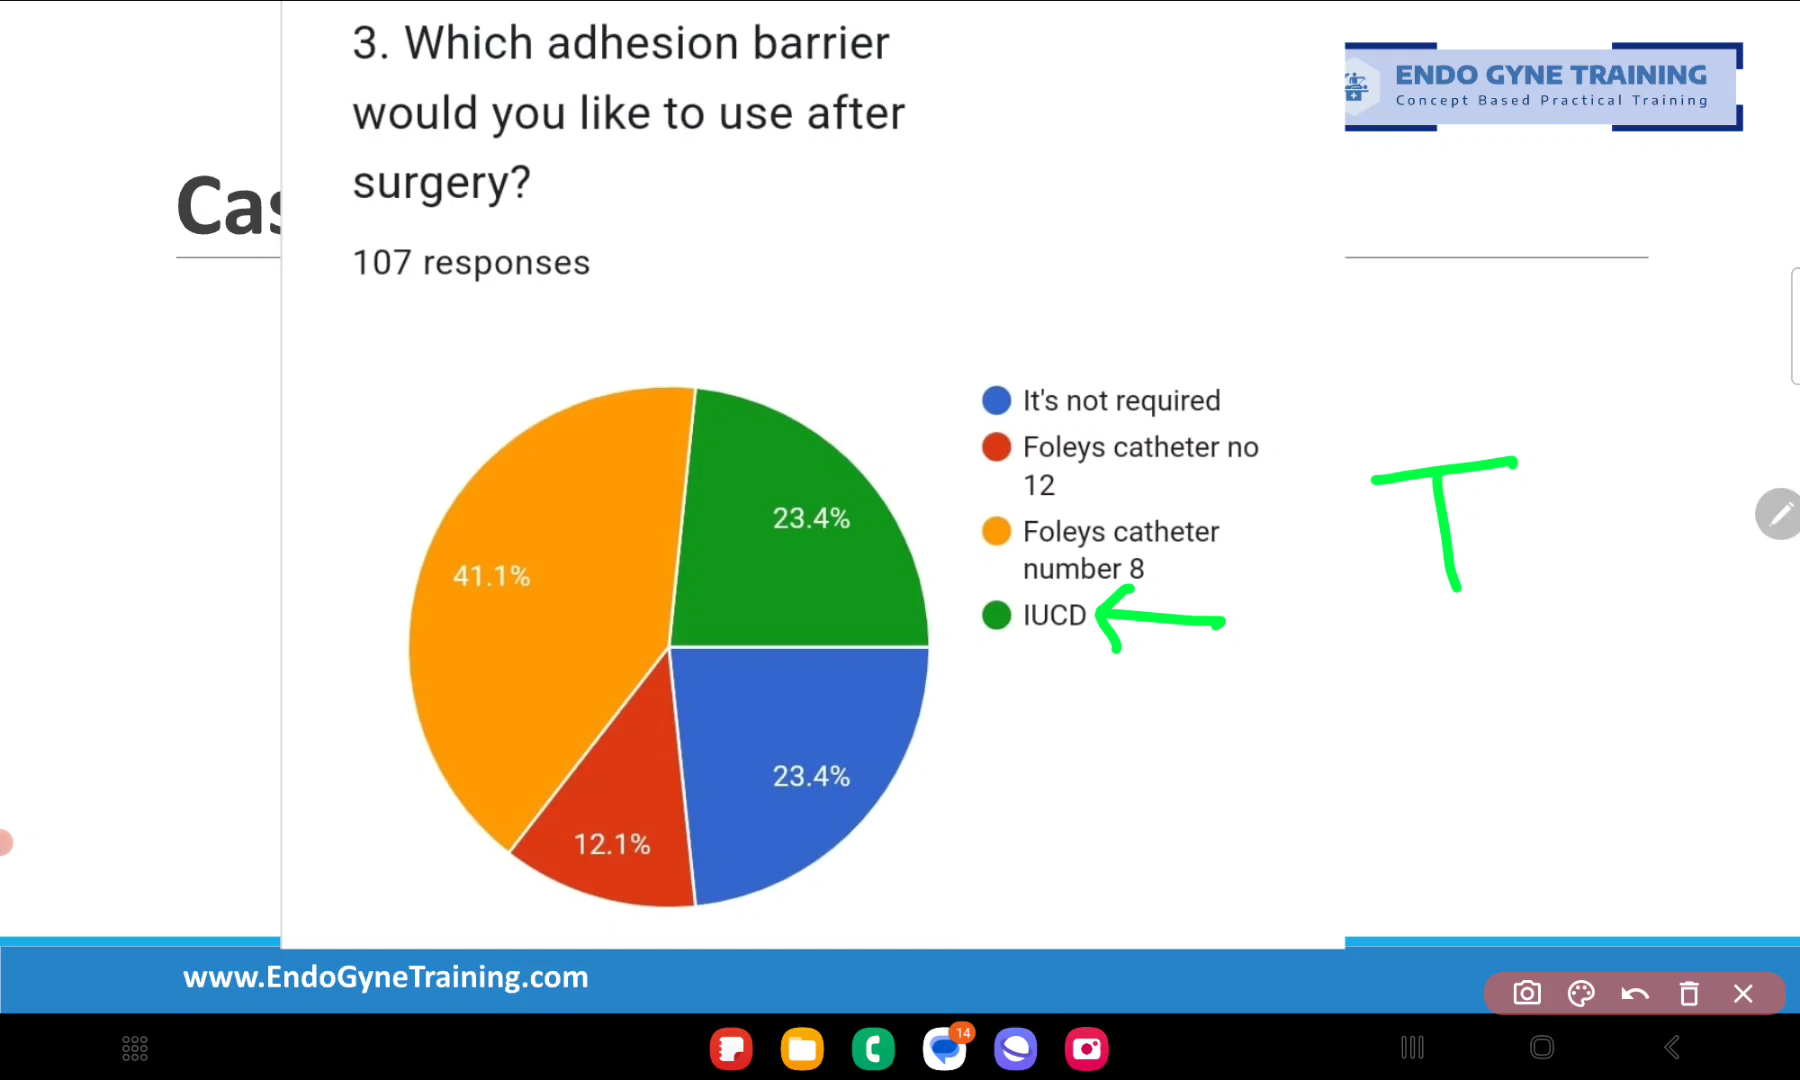 3. Which adhesion barrier
would you like to use after
surgery?
107 responses
ENDO GYNE TRAINING
Concept Based Practical Training
Cas
It's not required
Foleys catheter no
12
Foleys catheter
number 8
IUCD
T
23.4%
41.1%
23.4%
12.1%
www.EndoGyneTraining.com
14